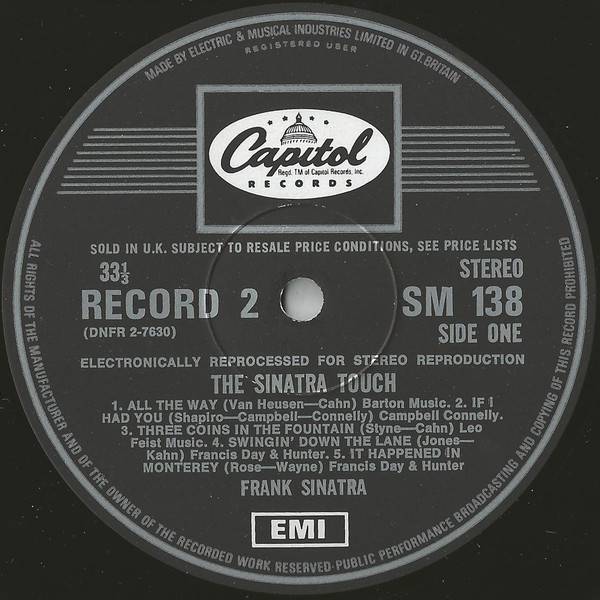 MADE BY ELECTRIC & MUSICAL INDUSTRIES LIMITED IN GT. BRITAIN
REGISTERED USER
Capitol
Regd. TM of Capitol Records, Inc.
RECORDS
SOLD IN U.K. SUBJECT TO RESALE PRICE CONDITIONS, SEE PRICE LISTS
33⅓
STEREO
RECORD 2
SM 138
(DNFR 2-7630)
SIDE ONE
ELECTRONICALLY REPROCESSED FOR STEREO REPRODUCTION
THE SINATRA TOUCH
1. ALL THE WAY (Van Heusen—Cahn) Barton Music. 2. IF I
HAD YOU (Shapiro—Campbell—Connelly) Campbell Connelly.
3. THREE COINS IN THE FOUNTAIN (Styne—Cahn) Leo
Feist Music. 4. SWINGIN' DOWN THE LANE (Jones—
Kahn) Francis Day & Hunter. 5. IT HAPPENED IN
MONTEREY (Rose—Wayne) Francis Day & Hunter
FRANK SINATRA
EMI
ALL RIGHTS OF THE MANUFACTURER AND OF THE OWNER OF THE RECORDED WORK RESERVED·PUBLIC PERFORMANCE BROADCASTING AND COPYING OF THIS RECORD PROHIBITED